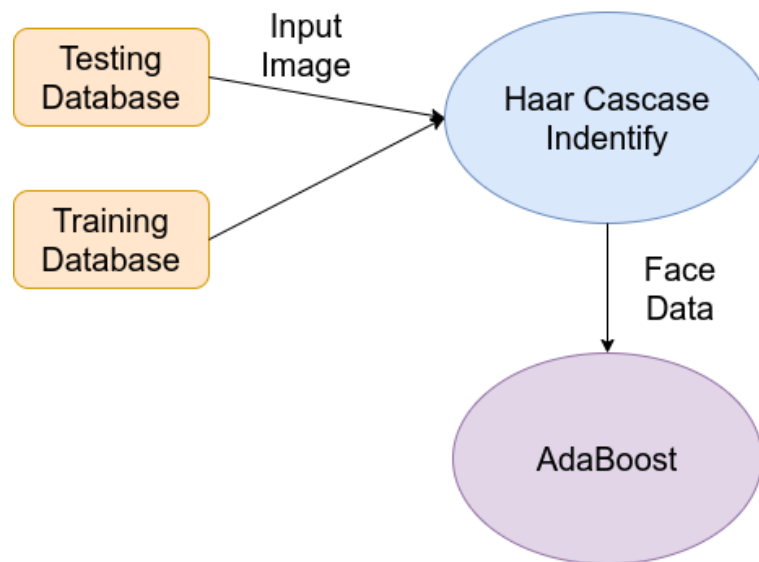 Testing
Database
Input
Image
Haar Cascase
Indentify
Training
Database
Face
Data
AdaBoost